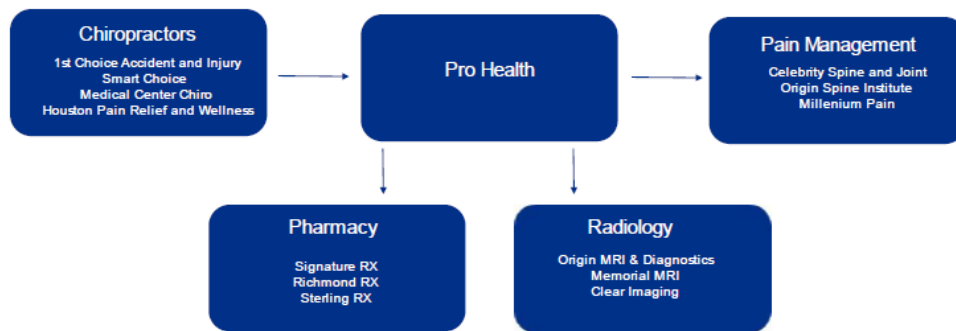 Chiropractors
1st Choice Accident and Injury
Smart Choice
Medical Center Chiro
Houston Pain Relief and Wellness
Pro Health
Pain Management
Celebrity Spine and Joint
Origin Spine Institute
Millenium Pain
Pharmacy
Signature RX
Richmond RX
Sterling RX
Radiology
Origin MRI & Diagnostics
Memorial MRI
Clear Imaging